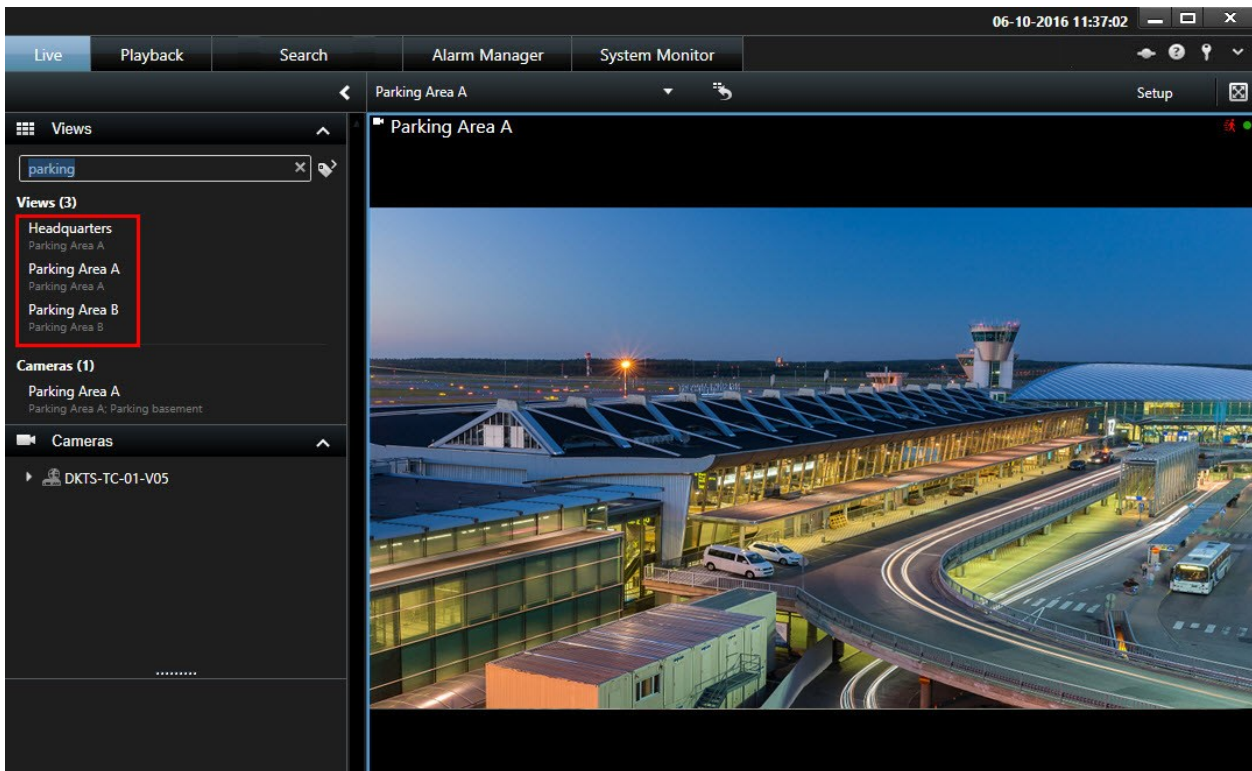 06-10-2016 11:37:02
Live Playback Search Alarm Manager System Monitor
Parking Area A
Setup
Views
Parking Area A
parking
Views (3)
Headquarters
Parking Area A
Parking Area A
Parking Area A
Parking Area B
Parking Area B
Cameras (1)
Parking Area A
Parking Area A; Parking basement
Cameras
DKTS-TC-01-V05